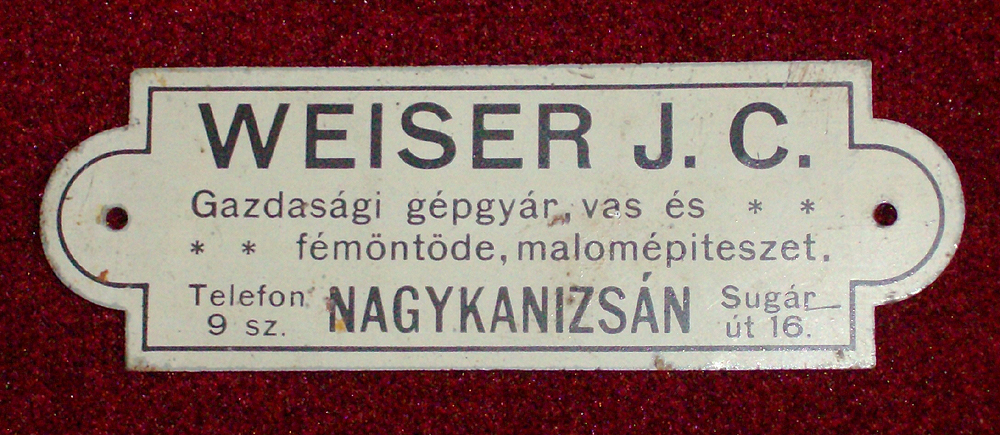 WEISER J. C.
Gazdasági gépgyár, vas és * *
* * fémöntöde, malomépiteszet.
Telefon 9 sz.
NAGYKANIZSÁN
Sugár út 16.